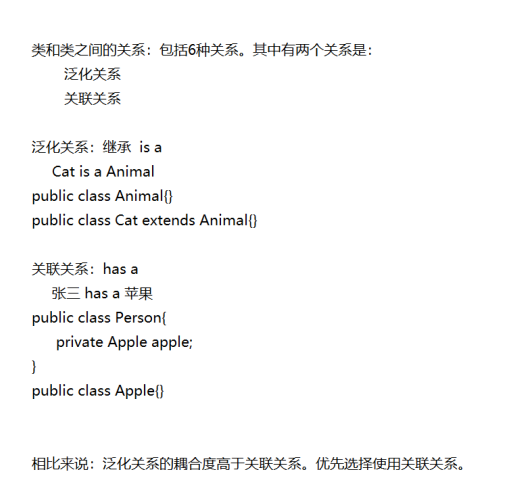 类和类之间的关系：包括6种关系。其中有两个关系是：
泛化关系
关联关系
泛化关系：继承 is a
Cat is a Animal
public class Animal{}
public class Cat extends Animal{}
关联关系：has a
张三 has a 苹果
public class Person{
private Apple apple;
}
public class Apple{}
相比来说：泛化关系的耦合度高于关联关系。优先选择使用关联关系。